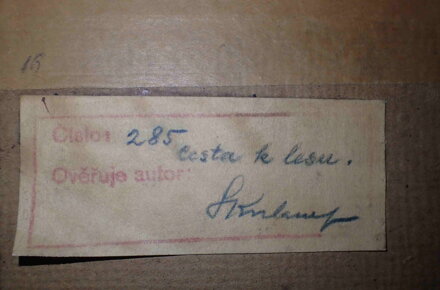 16
Číslo: 285
Cesta k lesu.
Ověřuje autor: